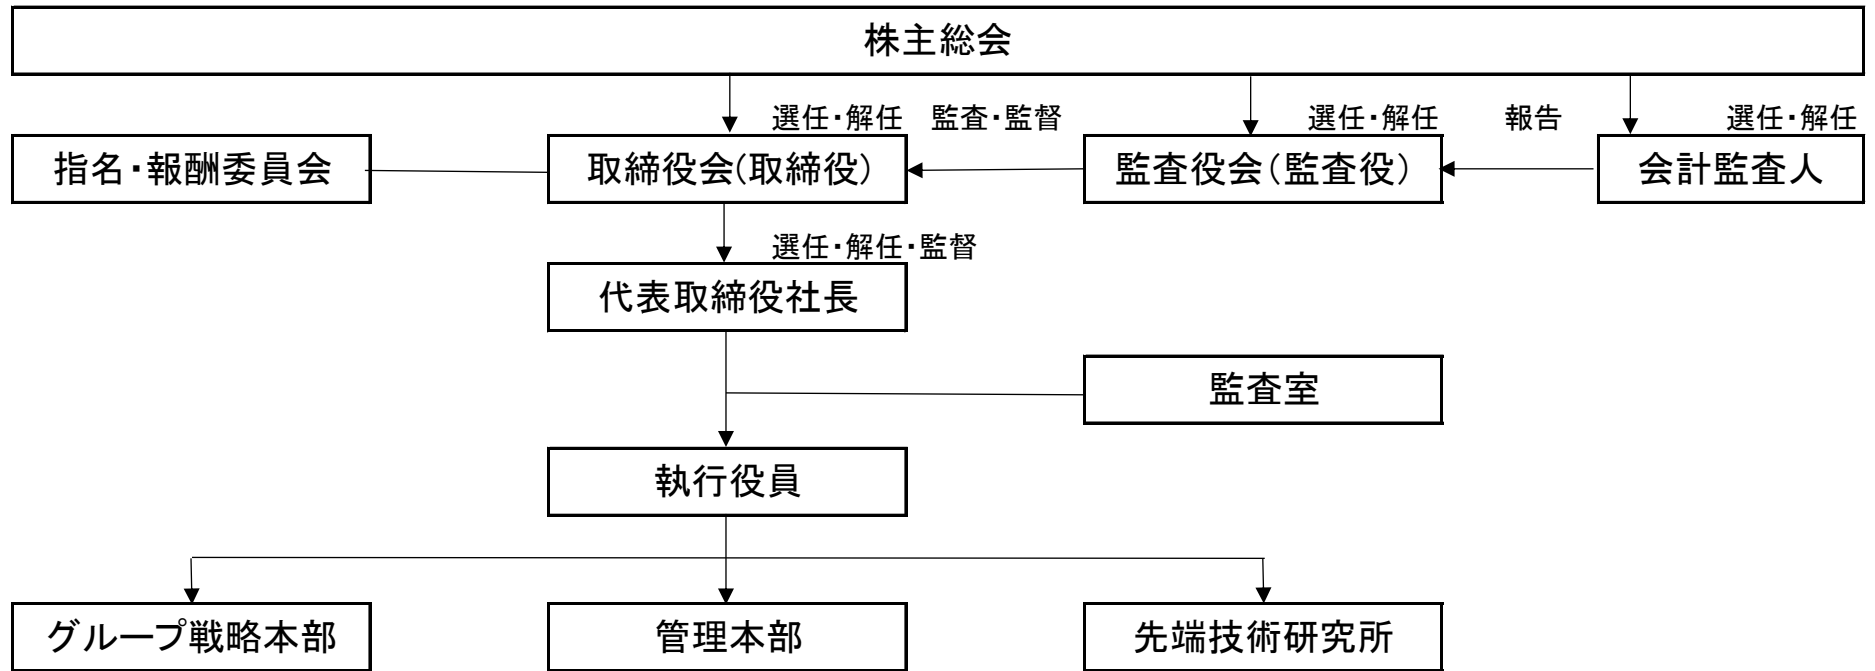 株主総会
選任・解任
監査・監督
選任・解任
報告
選任・解任
指名・報酬委員会
取締役会(取締役)
監査役会(監査役)
会計監査人
選任・解任・監督
代表取締役社長
監査室
執行役員
グループ戦略本部
管理本部
先端技術研究所